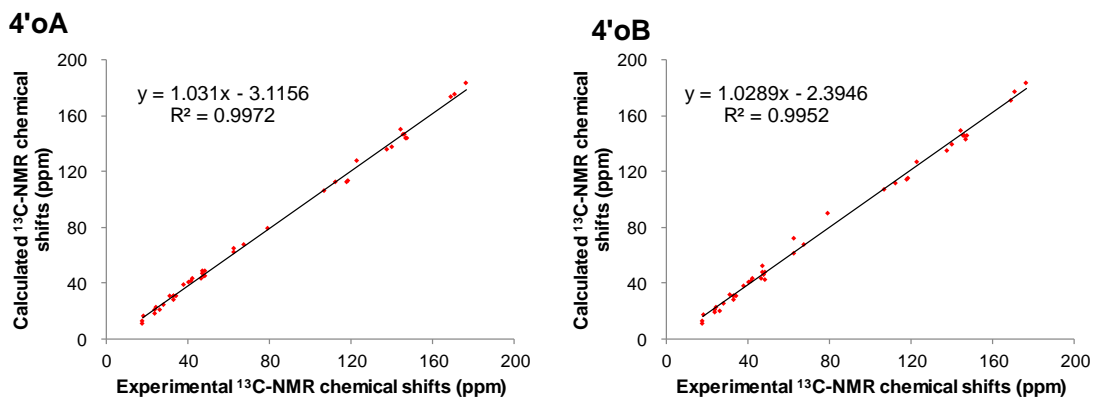 4'oA
200
160
120
80
40
0
Calculated ¹³C-NMR chemical
shifts (ppm)
y = 1.031x - 3.1156
R² = 0.9972
0 40 80 120 160 200
Experimental ¹³C-NMR chemical shifts (ppm)
4'oB
200
160
120
80
40
0
Calculated ¹³C-NMR chemical
shifts (ppm)
y = 1.0289x - 2.3946
R² = 0.9952
0 40 80 120 160 200
Experimental ¹³C-NMR chemical shifts (ppm)